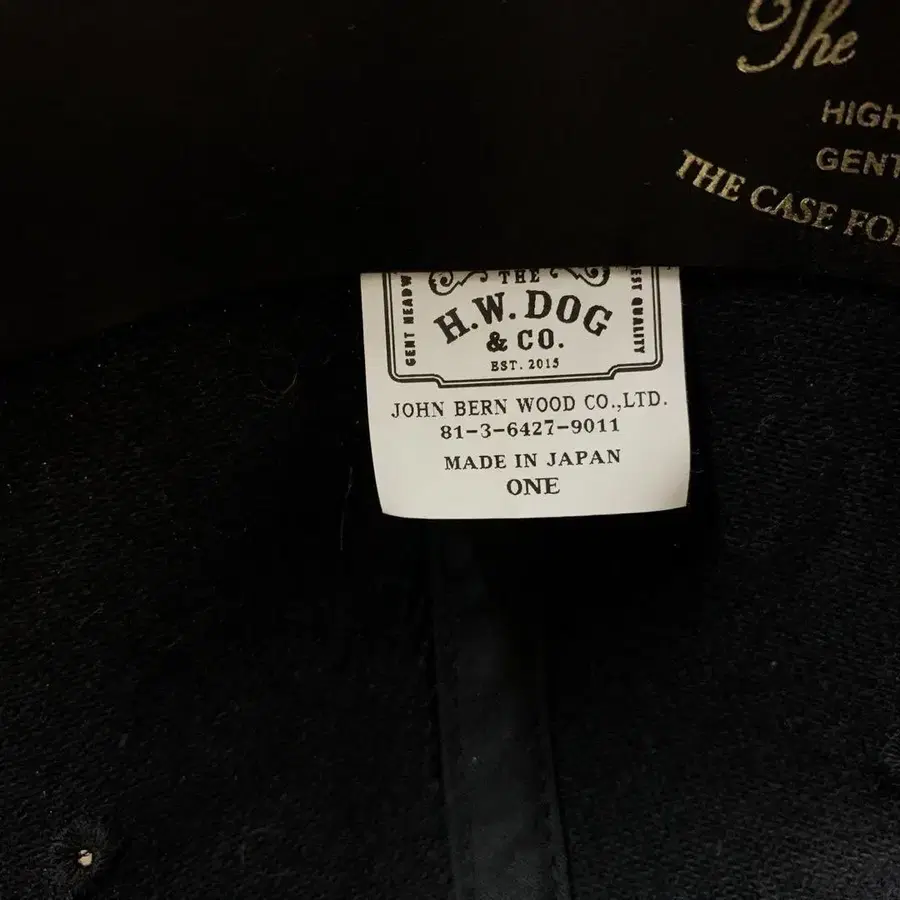 The
HIGH
GENT
THE CASE FOR
THE
GENT HEADW
H.W. DOG
& CO.
EST QUALITY
EST. 2015
JOHN BERN WOOD CO.,LTD.
81-3-6427-9011
MADE IN JAPAN
ONE